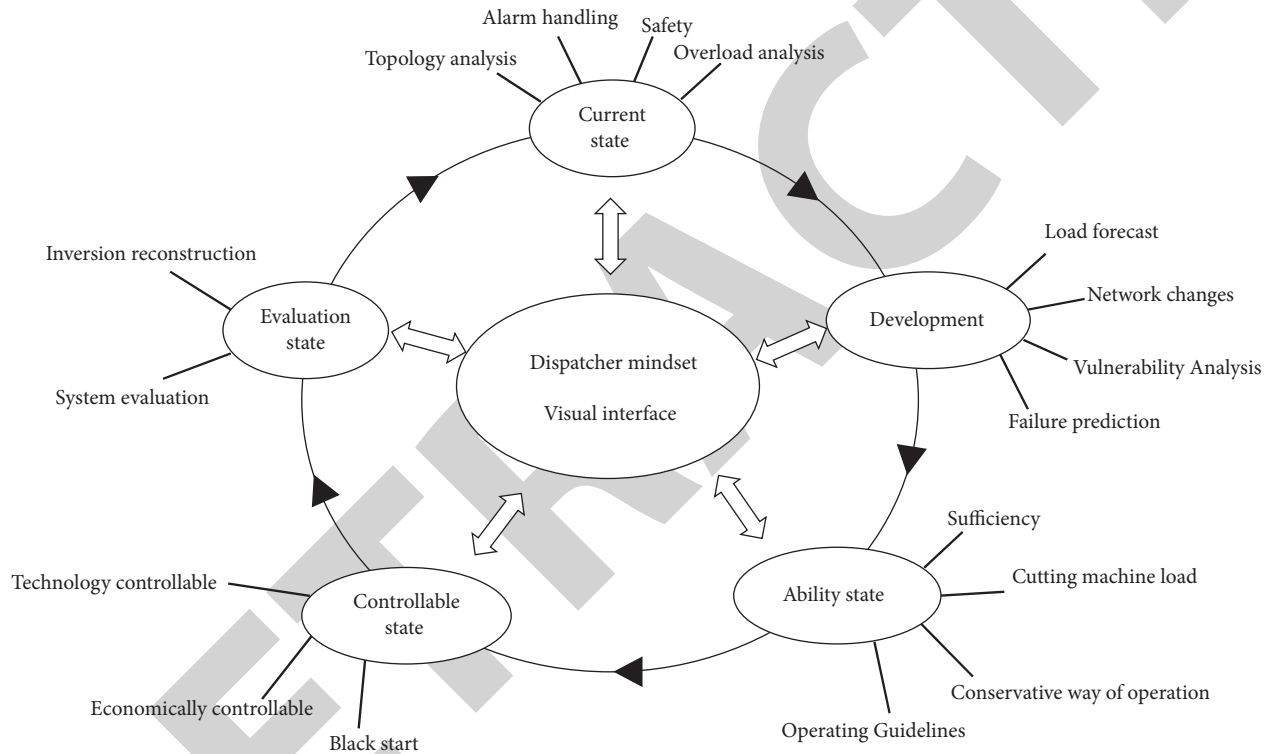 Alarm handling
Safety
Topology analysis
Overload analysis
Current
state
Load forecast
Inversion reconstruction
Network changes
Evaluation
state
Development
Dispatcher mindset
Visual interface
Vulnerability Analysis
System evaluation
Failure prediction
Sufficiency
Technology controllable
Cutting machine load
Controllable
state
Ability state
Conservative way of operation
Economically controllable
Operating Guidelines
Black start